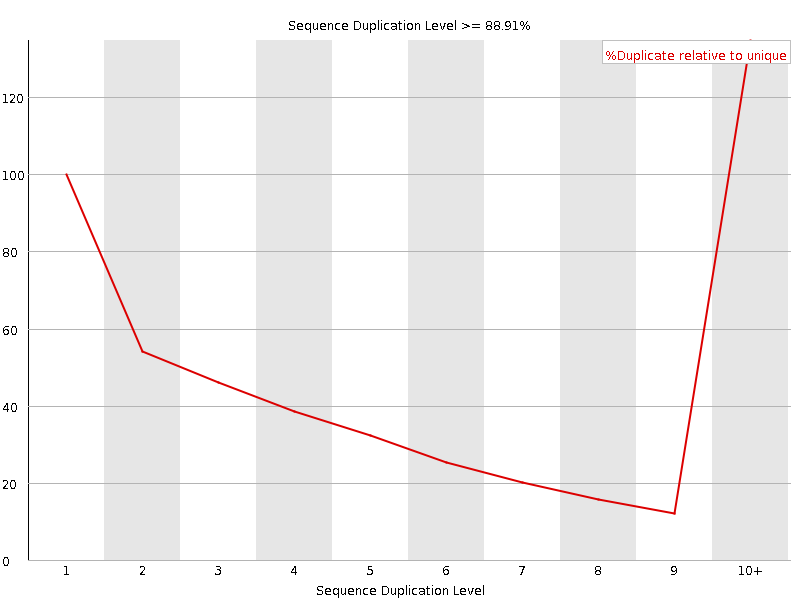 Sequence Duplication Level >= 88.91%
%Duplicate relative to unique
120
100
80
60
40
20
0
1 2 3 4 5 6 7 8 9 10+
Sequence Duplication Level